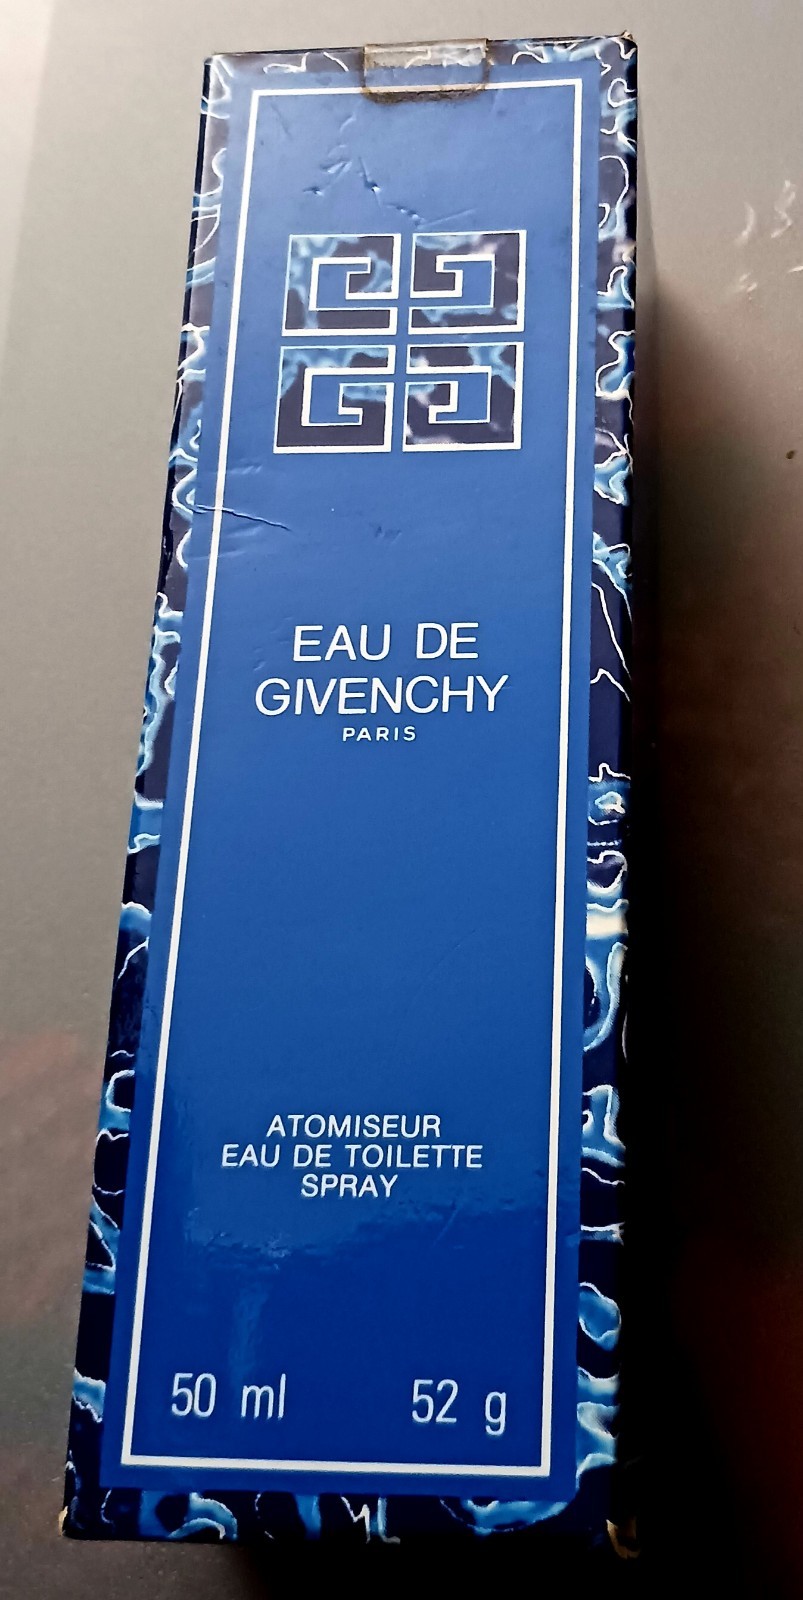 EAU DE
GIVENCHY
PARIS
ATOMISEUR
EAU DE TOILETTE
SPRAY
50 ml 52 g